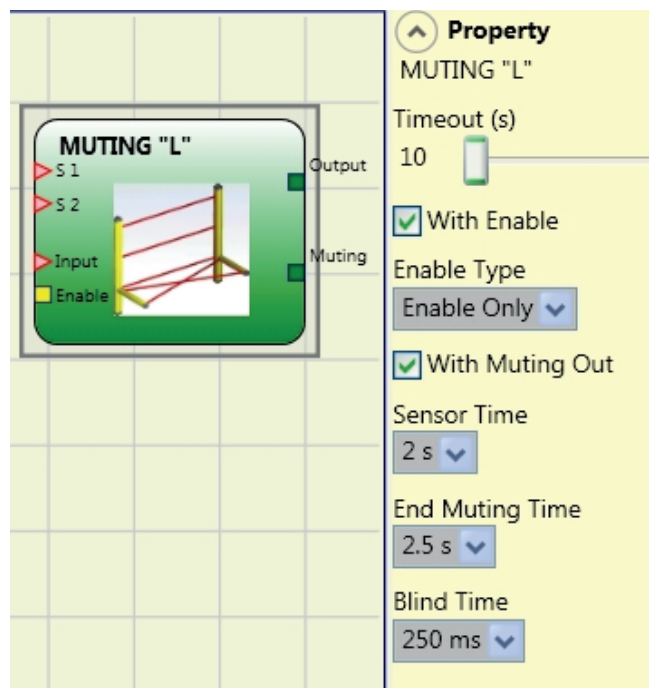 MUTING "L"
S 1
S 2
Input
Enable
Output
Muting
Property
MUTING "L"
Timeout (s)
10
With Enable
Enable Type
Enable Only
With Muting Out
Sensor Time
2 s
End Muting Time
2.5 s
Blind Time
250 ms